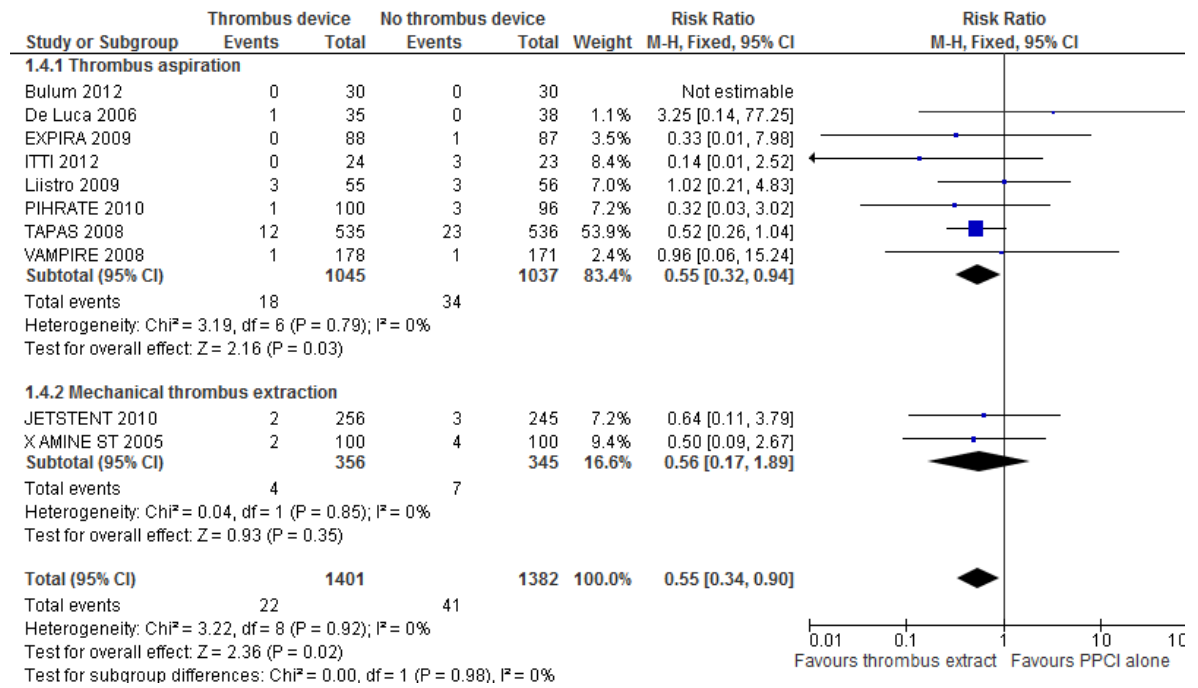 Thrombus device No thrombus device Risk Ratio Risk Ratio
Study or Subgroup Events Total Events Total Weight M-H, Fixed, 95% CI M-H, Fixed, 95% CI
1.4.1 Thrombus aspiration
Bulum 2012 0 30 0 30 Not estimable
De Luca 2006 1 35 0 38 1.1% 3.25 [0.14, 77.25]
EXPIRA 2009 0 88 1 87 3.5% 0.33 [0.01, 7.98]
ITTI 2012 0 24 3 23 8.4% 0.14 [0.01, 2.52]
Liistro 2009 3 55 3 56 7.0% 1.02 [0.21, 4.83]
PIHRATE 2010 1 100 3 96 7.2% 0.32 [0.03, 3.02]
TAPAS 2008 12 535 23 536 53.9% 0.52 [0.26, 1.04]
VAMPIRE 2008 1 178 1 171 2.4% 0.96 [0.06, 15.24]
Subtotal (95% CI) 1045 1037 83.4% 0.55 [0.32, 0.94]
Total events 18 34
Heterogeneity: Chi² = 3.19, df = 6 (P = 0.79); I² = 0%
Test for overall effect: Z = 2.16 (P = 0.03)
1.4.2 Mechanical thrombus extraction
JETSTENT 2010 2 256 3 245 7.2% 0.64 [0.11, 3.79]
X AMINE ST 2005 2 100 4 100 9.4% 0.50 [0.09, 2.67]
Subtotal (95% CI) 356 345 16.6% 0.56 [0.17, 1.89]
Total events 4 7
Heterogeneity: Chi² = 0.04, df = 1 (P = 0.85); I² = 0%
Test for overall effect: Z = 0.93 (P = 0.35)
Total (95% CI) 1401 1382 100.0% 0.55 [0.34, 0.90]
Total events 22 41
Heterogeneity: Chi² = 3.22, df = 8 (P = 0.92); I² = 0%
Test for overall effect: Z = 2.36 (P = 0.02)
Test for subgroup differences: Chi² = 0.00, df = 1 (P = 0.98), I² = 0%
0.01 0.1 1 10
Favours thrombus extract Favours PPCI alone